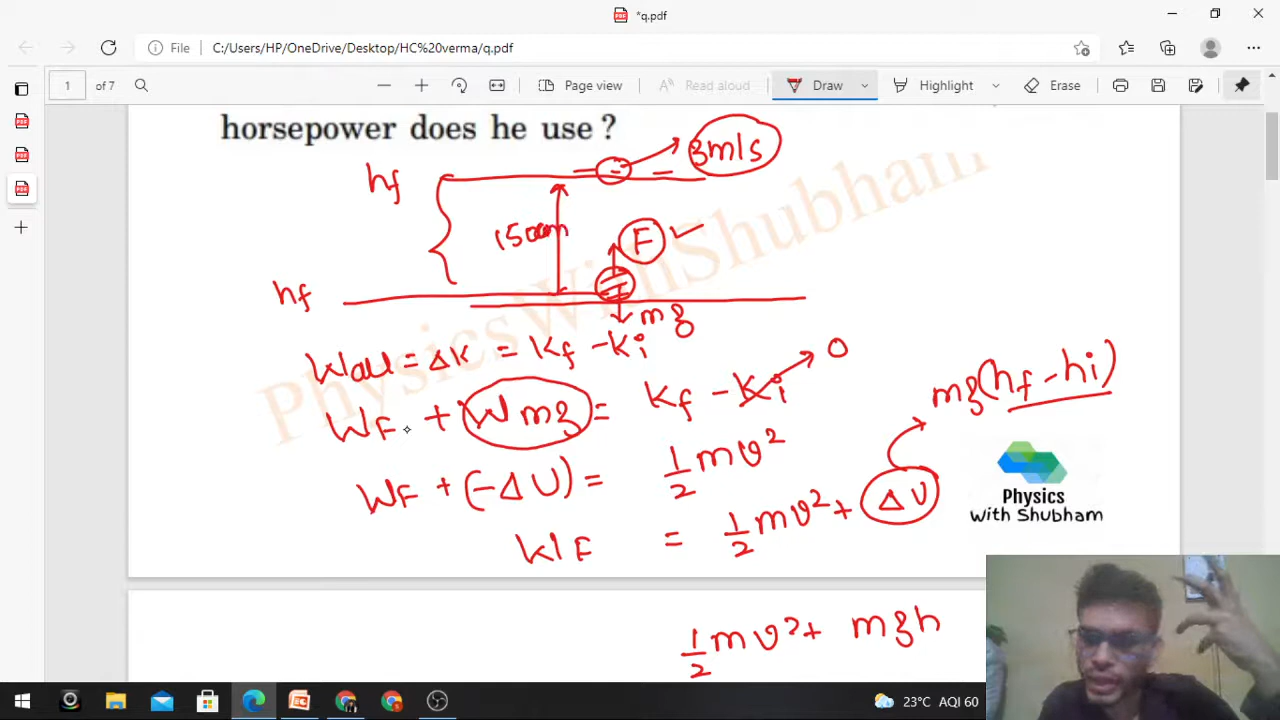 *q.pdf
File C:/Users/HP/OneDrive/Desktop/HC%20verma/q.pdf
1 of 7 Page view Read aloud Draw Highlight Erase
horsepower does he use ?
hf 3m/s
150cm F
hf mg
Wall = ΔK = Kf - Ki
WF + Wmg = Kf - Ki 0
mg(hf - hi)
WF + (-ΔU) = 1/2 mv²
WF = 1/2 mv² + ΔU
1/2 mv² + mgh
PhysicsWithShubham
Physics
With Shubham
23°C AQI 60